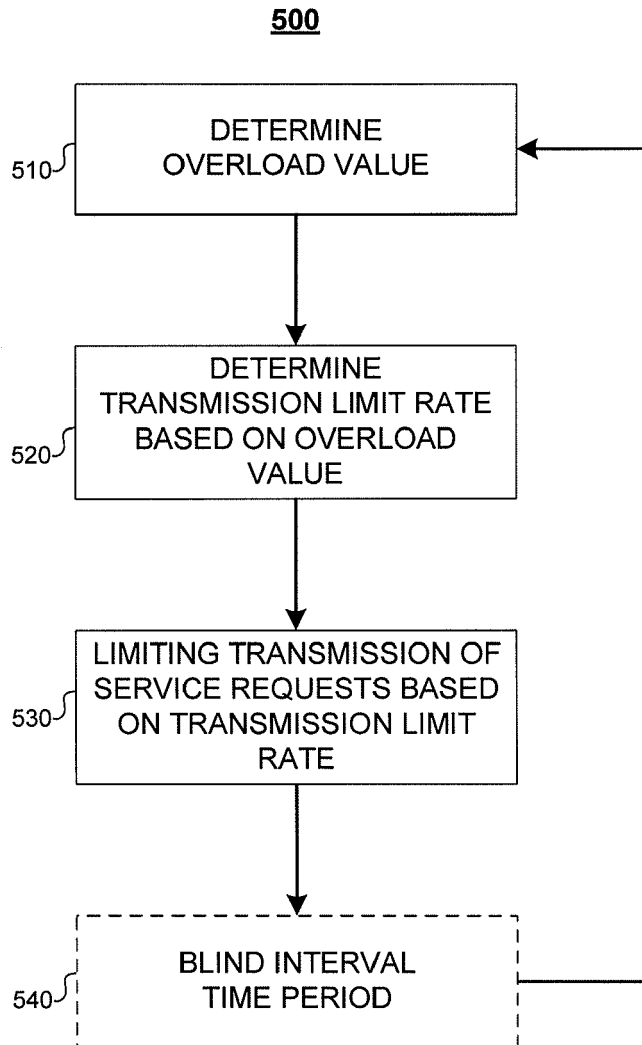 500
510
DETERMINE
OVERLOAD VALUE
520
DETERMINE
TRANSMISSION LIMIT RATE
BASED ON OVERLOAD
VALUE
530
LIMITING TRANSMISSION OF
SERVICE REQUESTS BASED
ON TRANSMISSION LIMIT
RATE
540
BLIND INTERVAL
TIME PERIOD